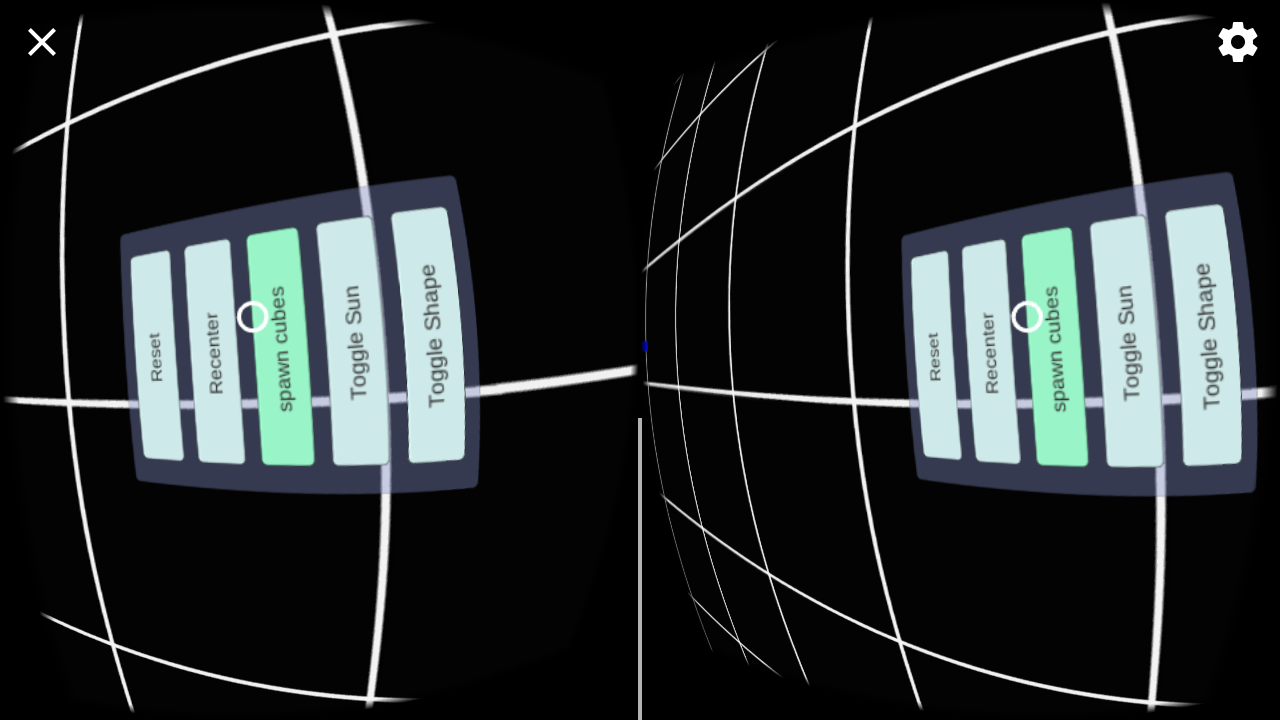 Reset
Recenter
spawn cubes
Toggle Sun
Toggle Shape
Reset
Recenter
spawn cubes
Toggle Sun
Toggle Shape